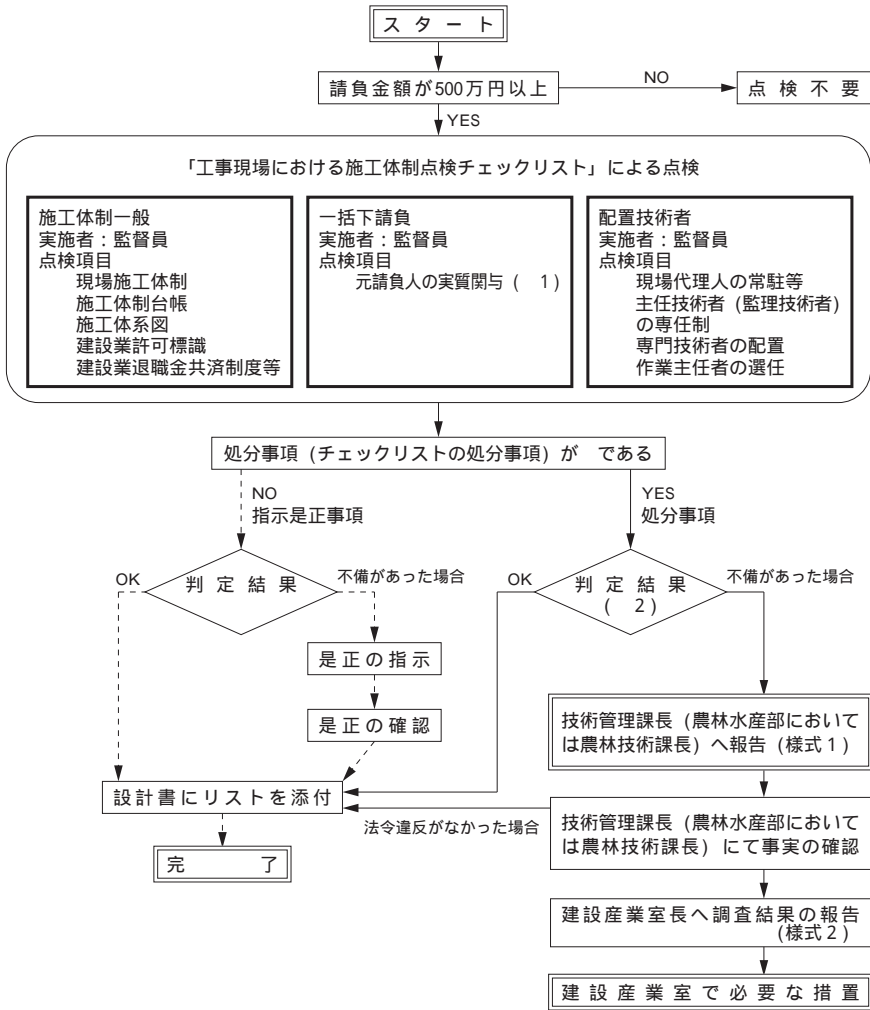 スタート
請負金額が500万円以上
NO
点検不要
YES
「工事現場における施工体制点検チェックリスト」による点検
施工体制一般
実施者：監督員
点検項目
現場施工体制
施工体制台帳
施工体系図
建設業許可標識
建設業退職金共済制度等
一括下請負
実施者：監督員
点検項目
元請負人の実質関与（　1）
配置技術者
実施者：監督員
点検項目
現場代理人の常駐等
主任技術者（監理技術者）
の専任制
専門技術者の配置
作業主任者の選任
処分事項（チェックリストの処分事項）が　である
NO
指示是正事項
YES
処分事項
OK
判定結果
不備があった場合
OK
判定結果
（　2）
不備があった場合
是正の指示
是正の確認
技術管理課長（農林水産部において
は農林技術課長）へ報告（様式1）
設計書にリストを添付
法令違反がなかった場合
技術管理課長（農林水産部において
は農林技術課長）にて事実の確認
完　了
建設産業室長へ調査結果の報告
（様式2）
建設産業室で必要な措置